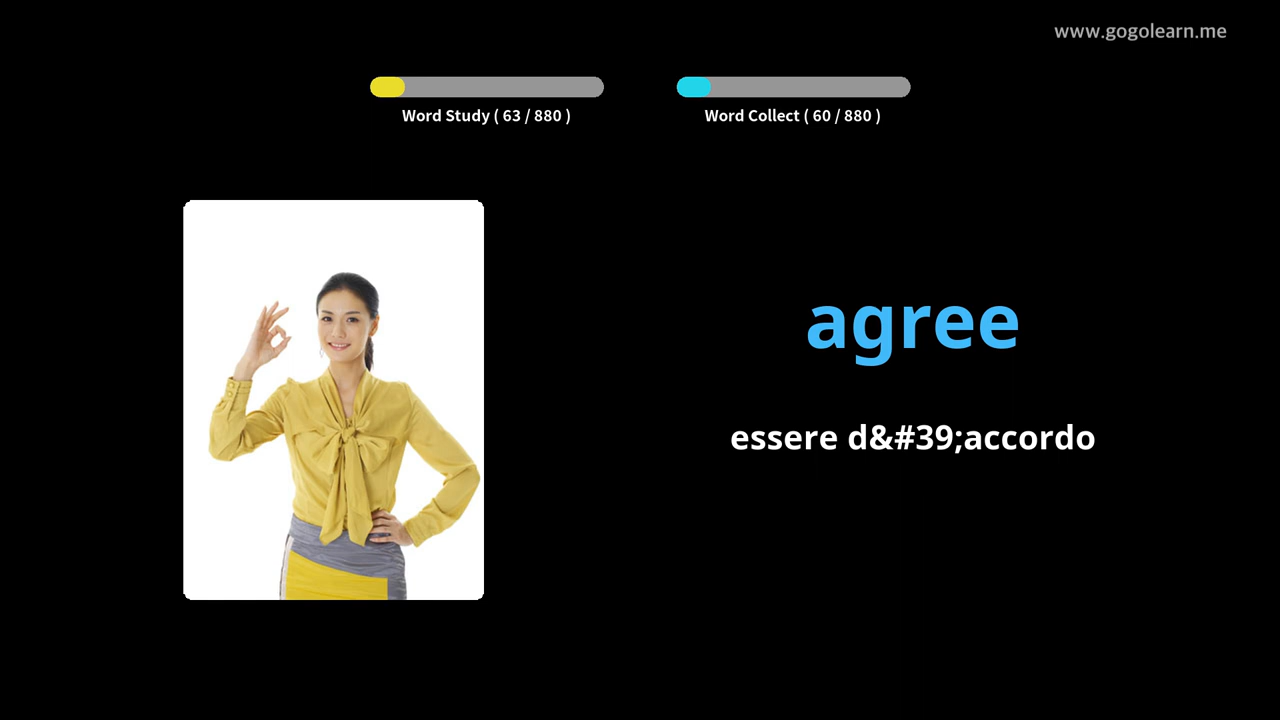 www.gogolearn.me
Word Study ( 63 / 880 )
Word Collect ( 60 / 880 )
agree
essere d&#39;accordo